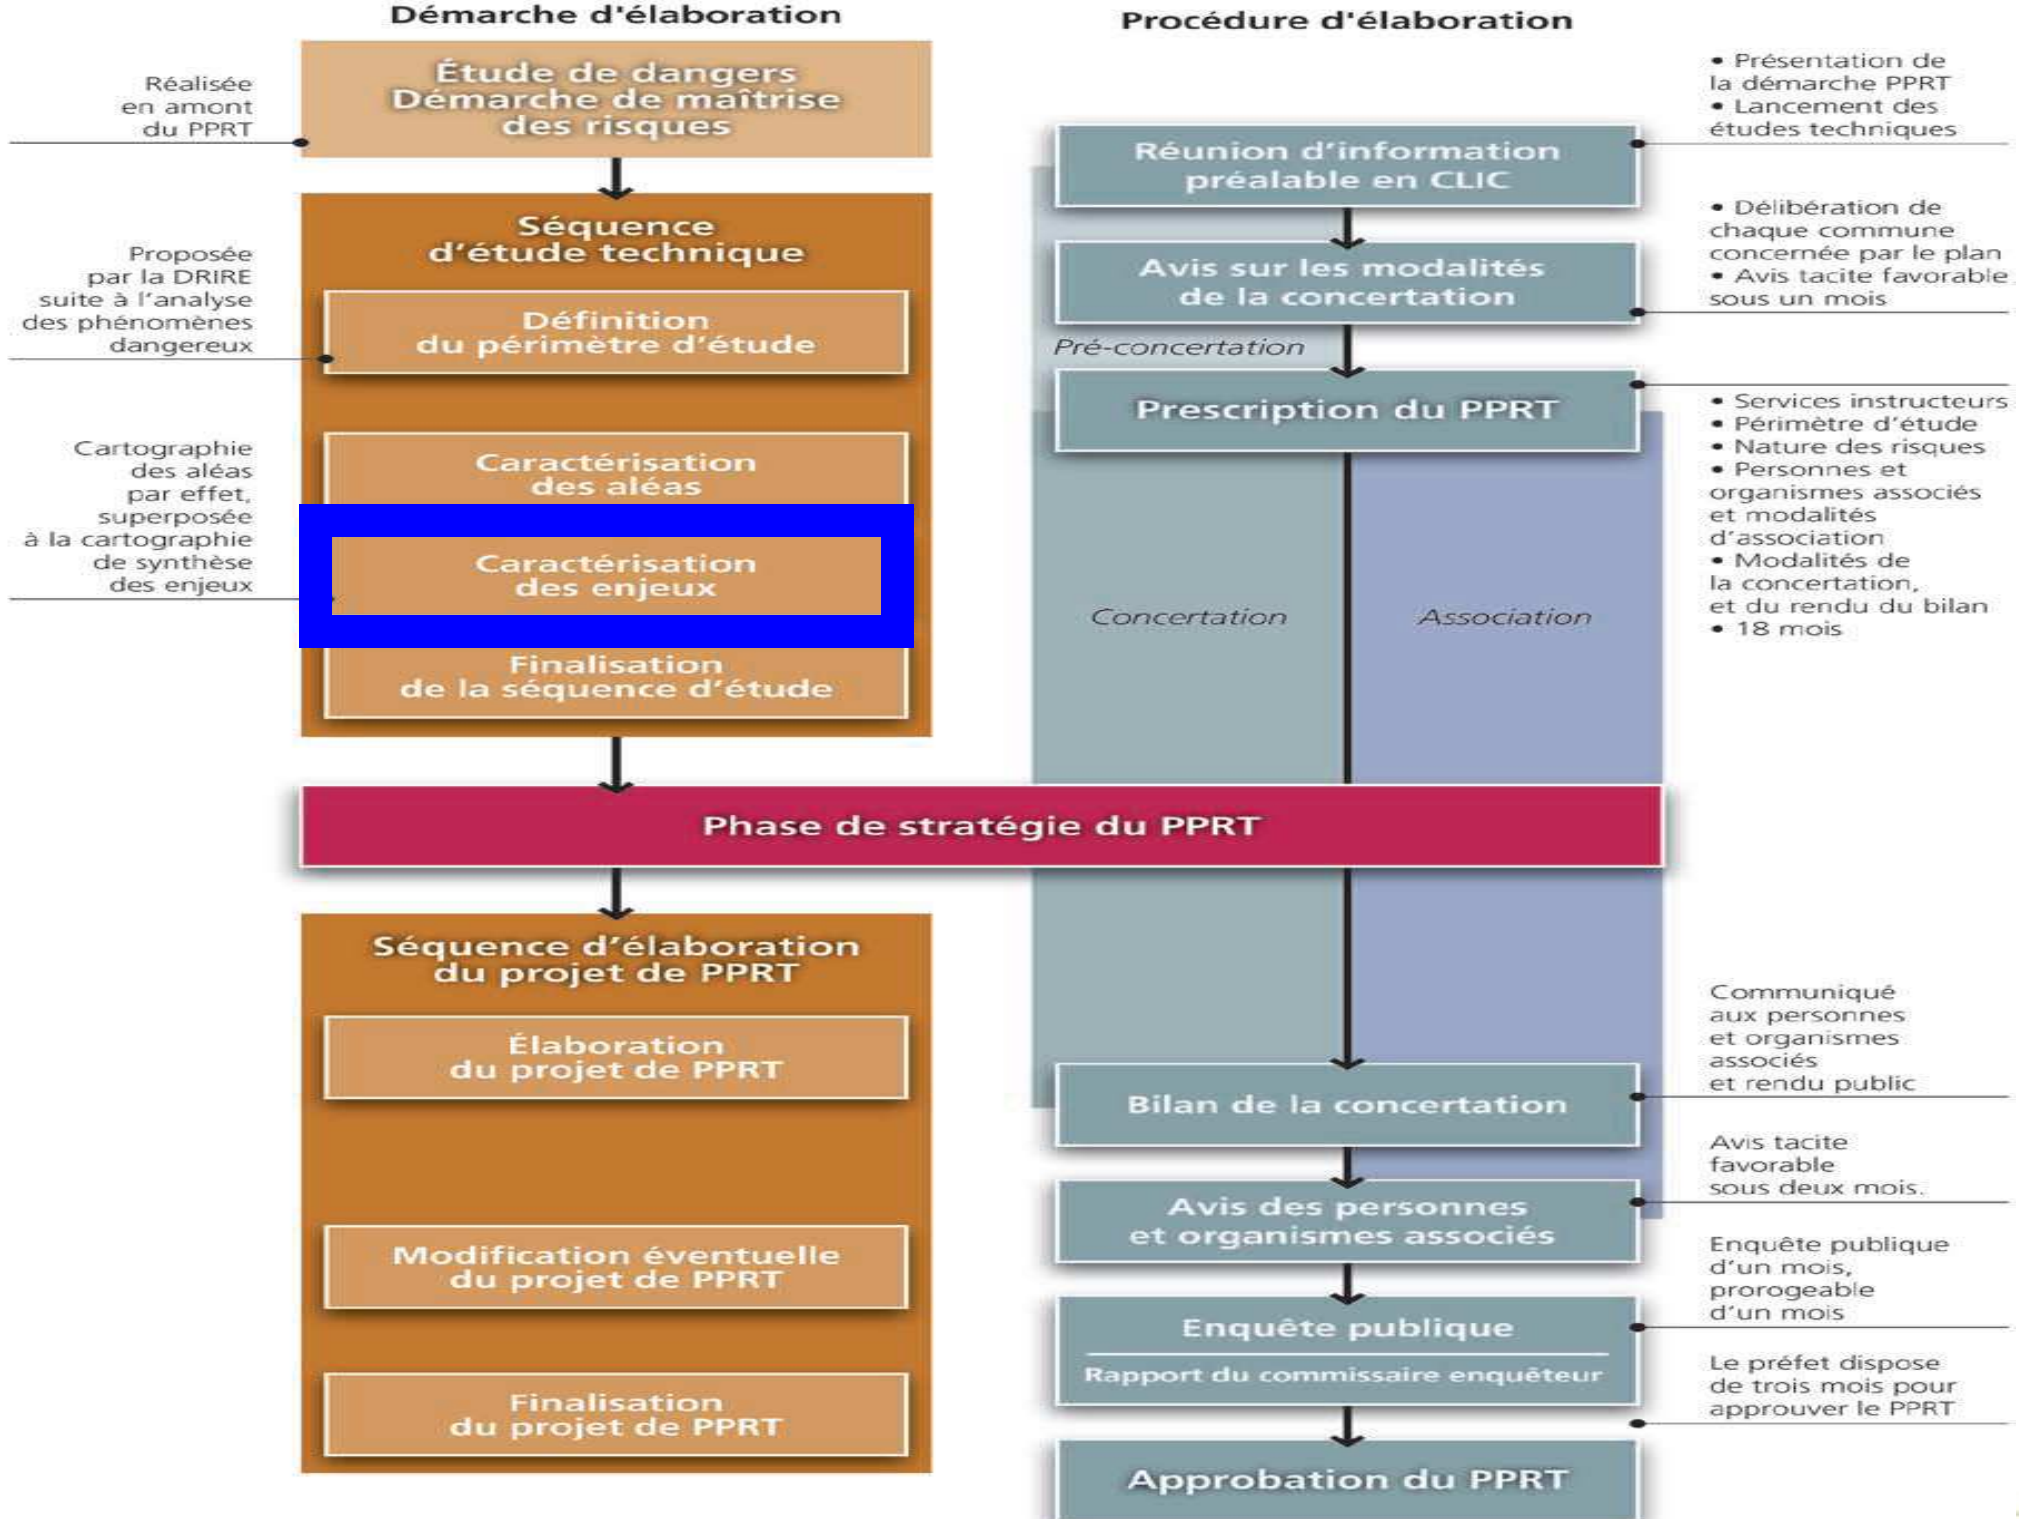 Démarche d'élaboration
Réalisée
en amont
du PPRT
Étude de dangers
Démarche de maîtrise
des risques
Séquence
d'étude technique
Proposée
par la DRIRE
suite à l'analyse
des phénomènes
dangereux
Définition
du périmètre d'étude
Cartographie
des aléas
par effet,
superposée
à la cartographie
de synthèse
des enjeux
Caractérisation
des aléas
Caractérisation
des enjeux
Finalisation
de la séquence d'étude
Procédure d'élaboration
Réunion d'information
préalable en CLIC
• Présentation de
la démarche PPRT
• Lancement des
études techniques
Avis sur les modalités
de la concertation
• Délibération de
chaque commune
concernée par le plan
• Avis tacite favorable
sous un mois
Pré-concertation
Prescription du PPRT
• Services instructeurs
• Périmètre d'étude
• Nature des risques
• Personnes et
organismes associés
et modalités
d'association
• Modalités de
la concertation,
et du rendu du bilan
• 18 mois
Concertation
Association
Phase de stratégie du PPRT
Séquence d'élaboration
du projet de PPRT
Élaboration
du projet de PPRT
Modification éventuelle
du projet de PPRT
Finalisation
du projet de PPRT
Bilan de la concertation
Communiqué
aux personnes
et organismes
associés
et rendu public
Avis des personnes
et organismes associés
Avis tacite
favorable
sous deux mois.
Enquête publique
Rapport du commissaire enquêteur
Enquête publique
d'un mois,
prorogeable
d'un mois
Le préfet dispose
de trois mois pour
approuver le PPRT
Approbation du PPRT